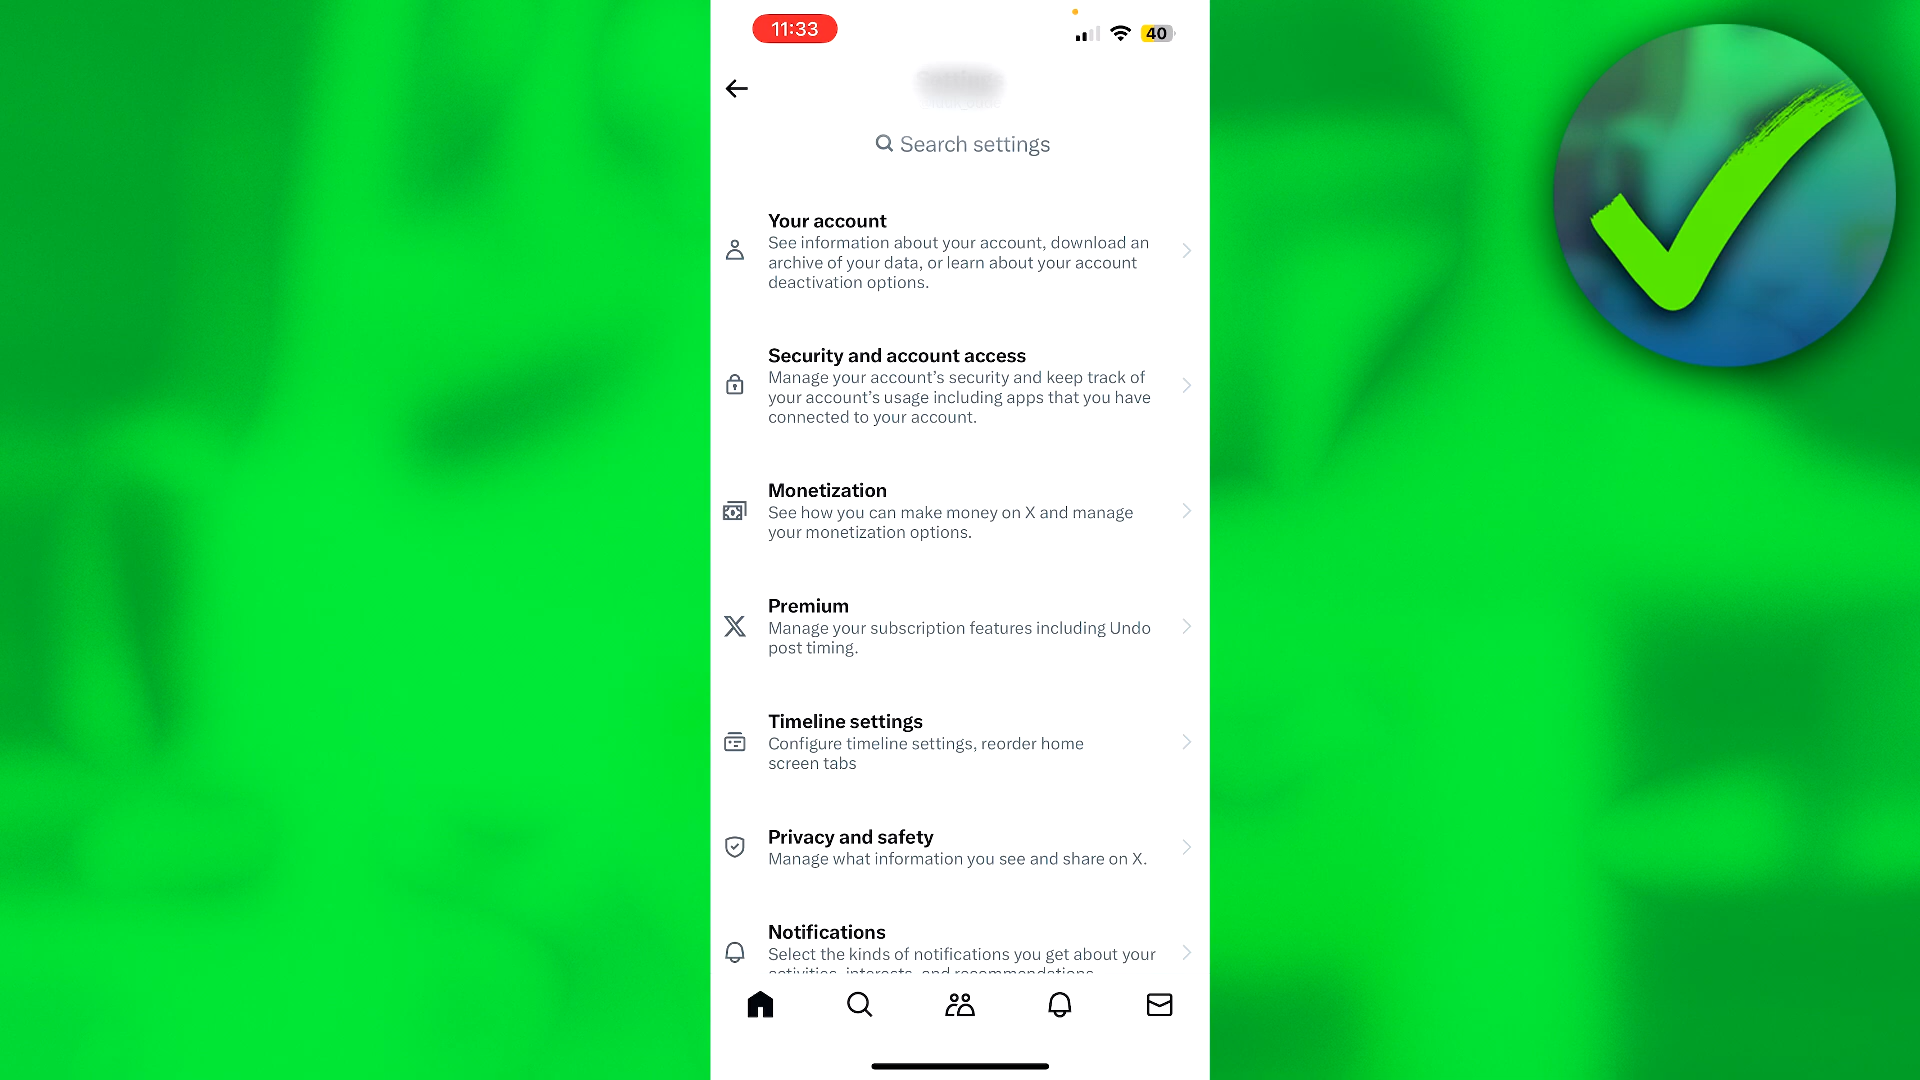 11:33
40
Search settings
Your account
See information about your account, download an
archive of your data, or learn about your account
deactivation options.
Security and account access
Manage your account’s security and keep track of
your account’s usage including apps that you have
connected to your account.
Monetization
See how you can make money on X and manage
your monetization options.
Premium
Manage your subscription features including Undo
post timing.
Timeline settings
Configure timeline settings, reorder home
screen tabs
Privacy and safety
Manage what information you see and share on X.
Notifications
Select the kinds of notifications you get about your
activities, interests, and recommendations.